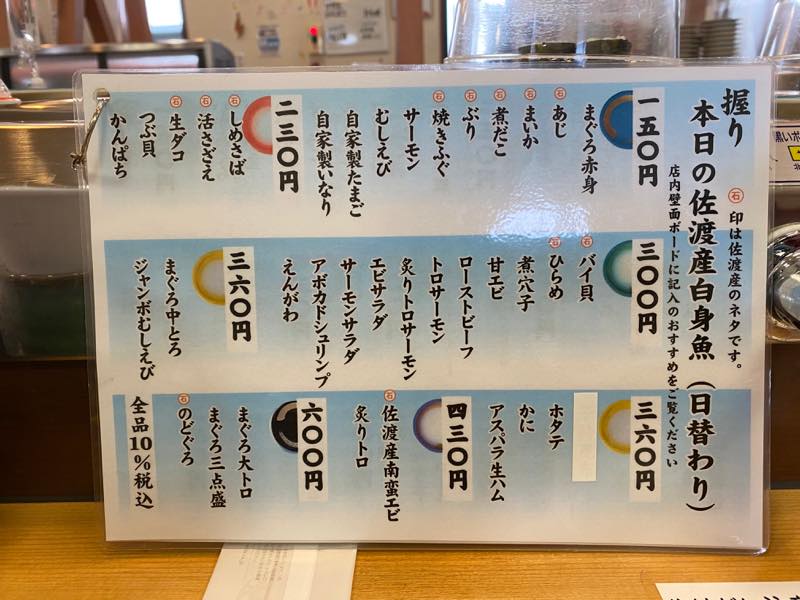 握り
㊨印は佐渡産のネタです。
本日の佐渡産白身魚(日替わり)
店内壁面ボードに記入のおすすめをご覧ください
一五〇円
まぐろ赤身
㊨あじ
㊨まいか
㊨煮だこ
㊨ぶり
㊨焼きふぐ
サーモン
むしえび
自家製たまご
自家製いなり
二三〇円
㊨しめさば
㊨活さざえ
㊨生ダコ
つぶ貝
かんぱち
三〇〇円
㊨バイ貝
㊨ひらめ
煮穴子
甘エビ
ローストビーフ
トロサーモン
炙りトロサーモン
エビサラダ
サーモンサラダ
アボカドシュリンプ
えんがわ
三六〇円
まぐろ中とろ
ジャンボむしえび
三六〇円
ホタテ
かに
アスパラ生ハム
四三〇円
㊨佐渡産南蛮エビ
炙りトロ
六〇〇円
まぐろ大トロ
まぐろ三点盛
㊨のどぐろ
全品10%税込